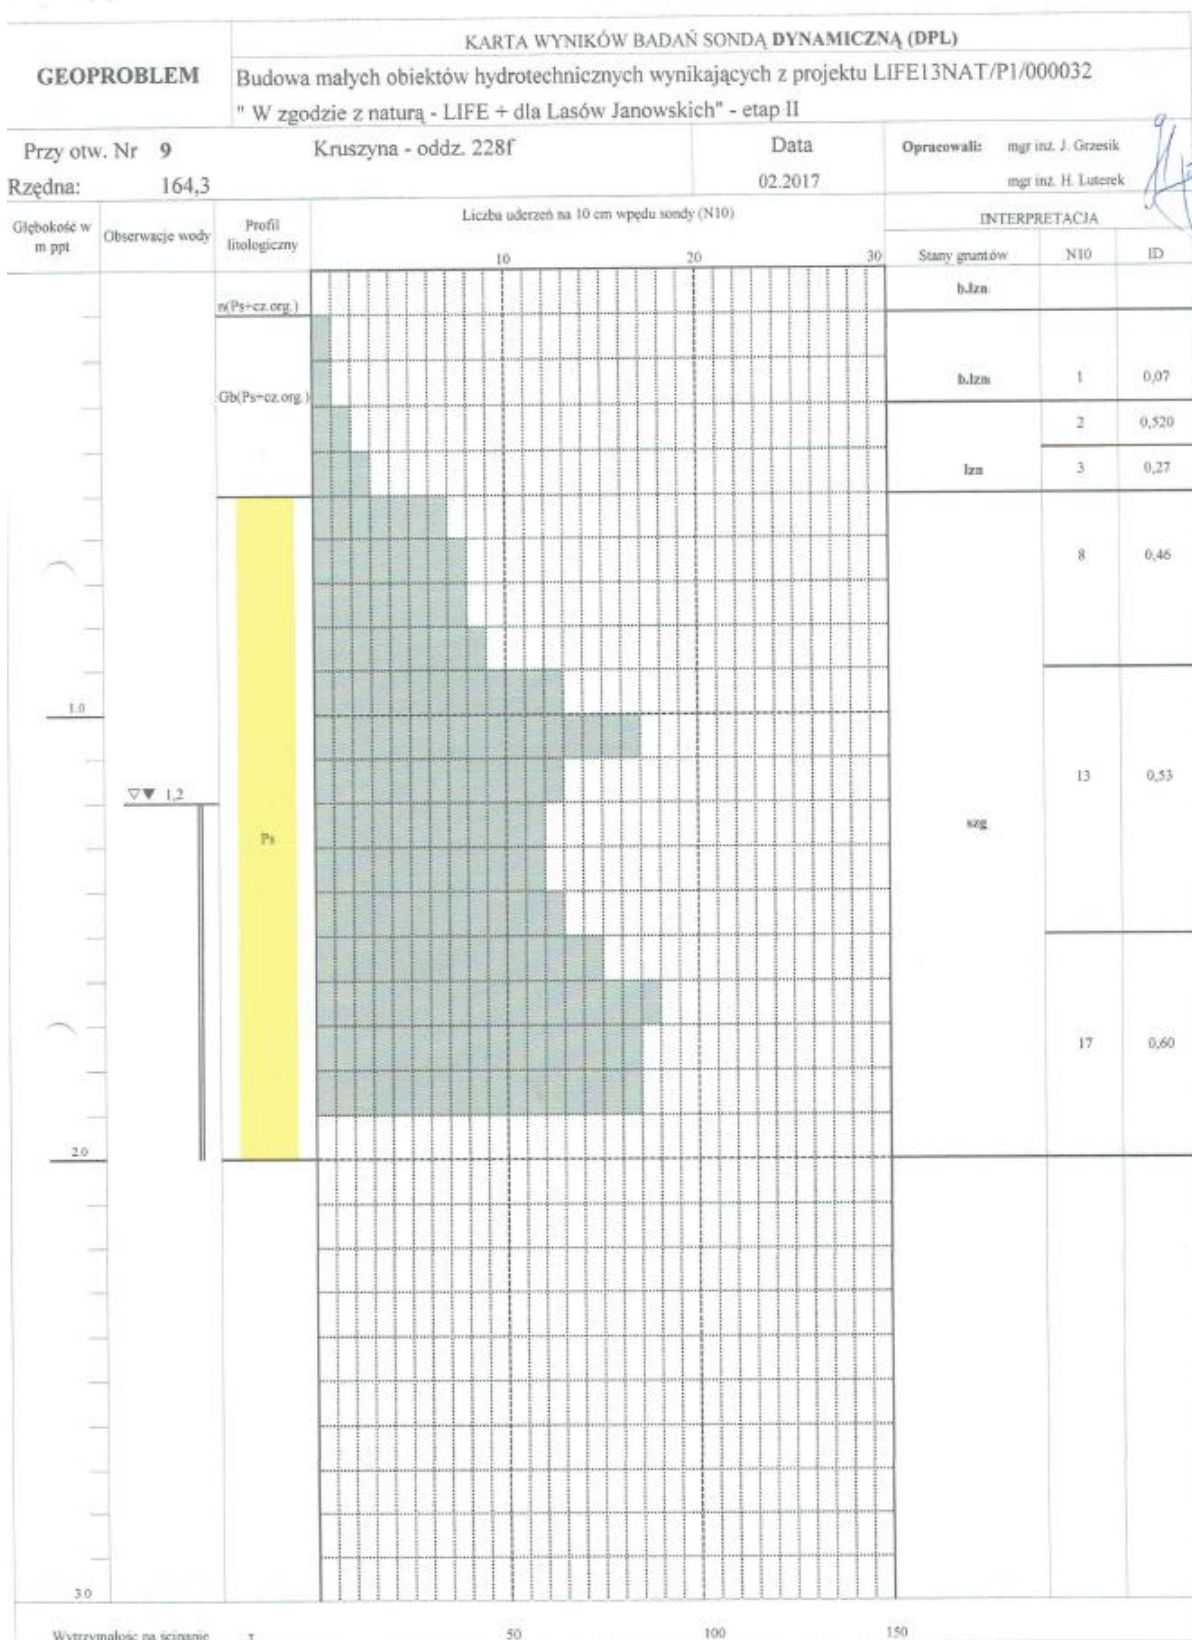 KARTA WYNIKÓW BADAŃ SONDĄ DYNAMICZNĄ (DPL)
GEOPROBLEM
Budowa małych obiektów hydrotechnicznych wynikających z projektu LIFE13NAT/P1/000032
" W zgodzie z naturą - LIFE + dla Lasów Janowskich" - etap II
Przy otw. Nr 9 Kruszyna - oddz. 228f Data Opracowali: mgr inż. J. Grzesik
Rzędna: 164,3 02.2017 mgr inż. H. Luterek
Głębokość w m ppt Obserwacje wody Profil litologiczny Liczba uderzeń na 10 cm wpędu sondy (N10) INTERPRETACJA
10 20 30 Stany gruntów N10 ID
n(Ps+cz.org.) b.lzn
Gb(Ps+cz.org.) b.lzn 1 0,07
2 0,520
lzn 3 0,27
8 0,46
1.0
13 0,53
1,2
Ps szg
17 0,60
2.0
3.0
Wytrzymałość na ścinanie τ 50 100 150